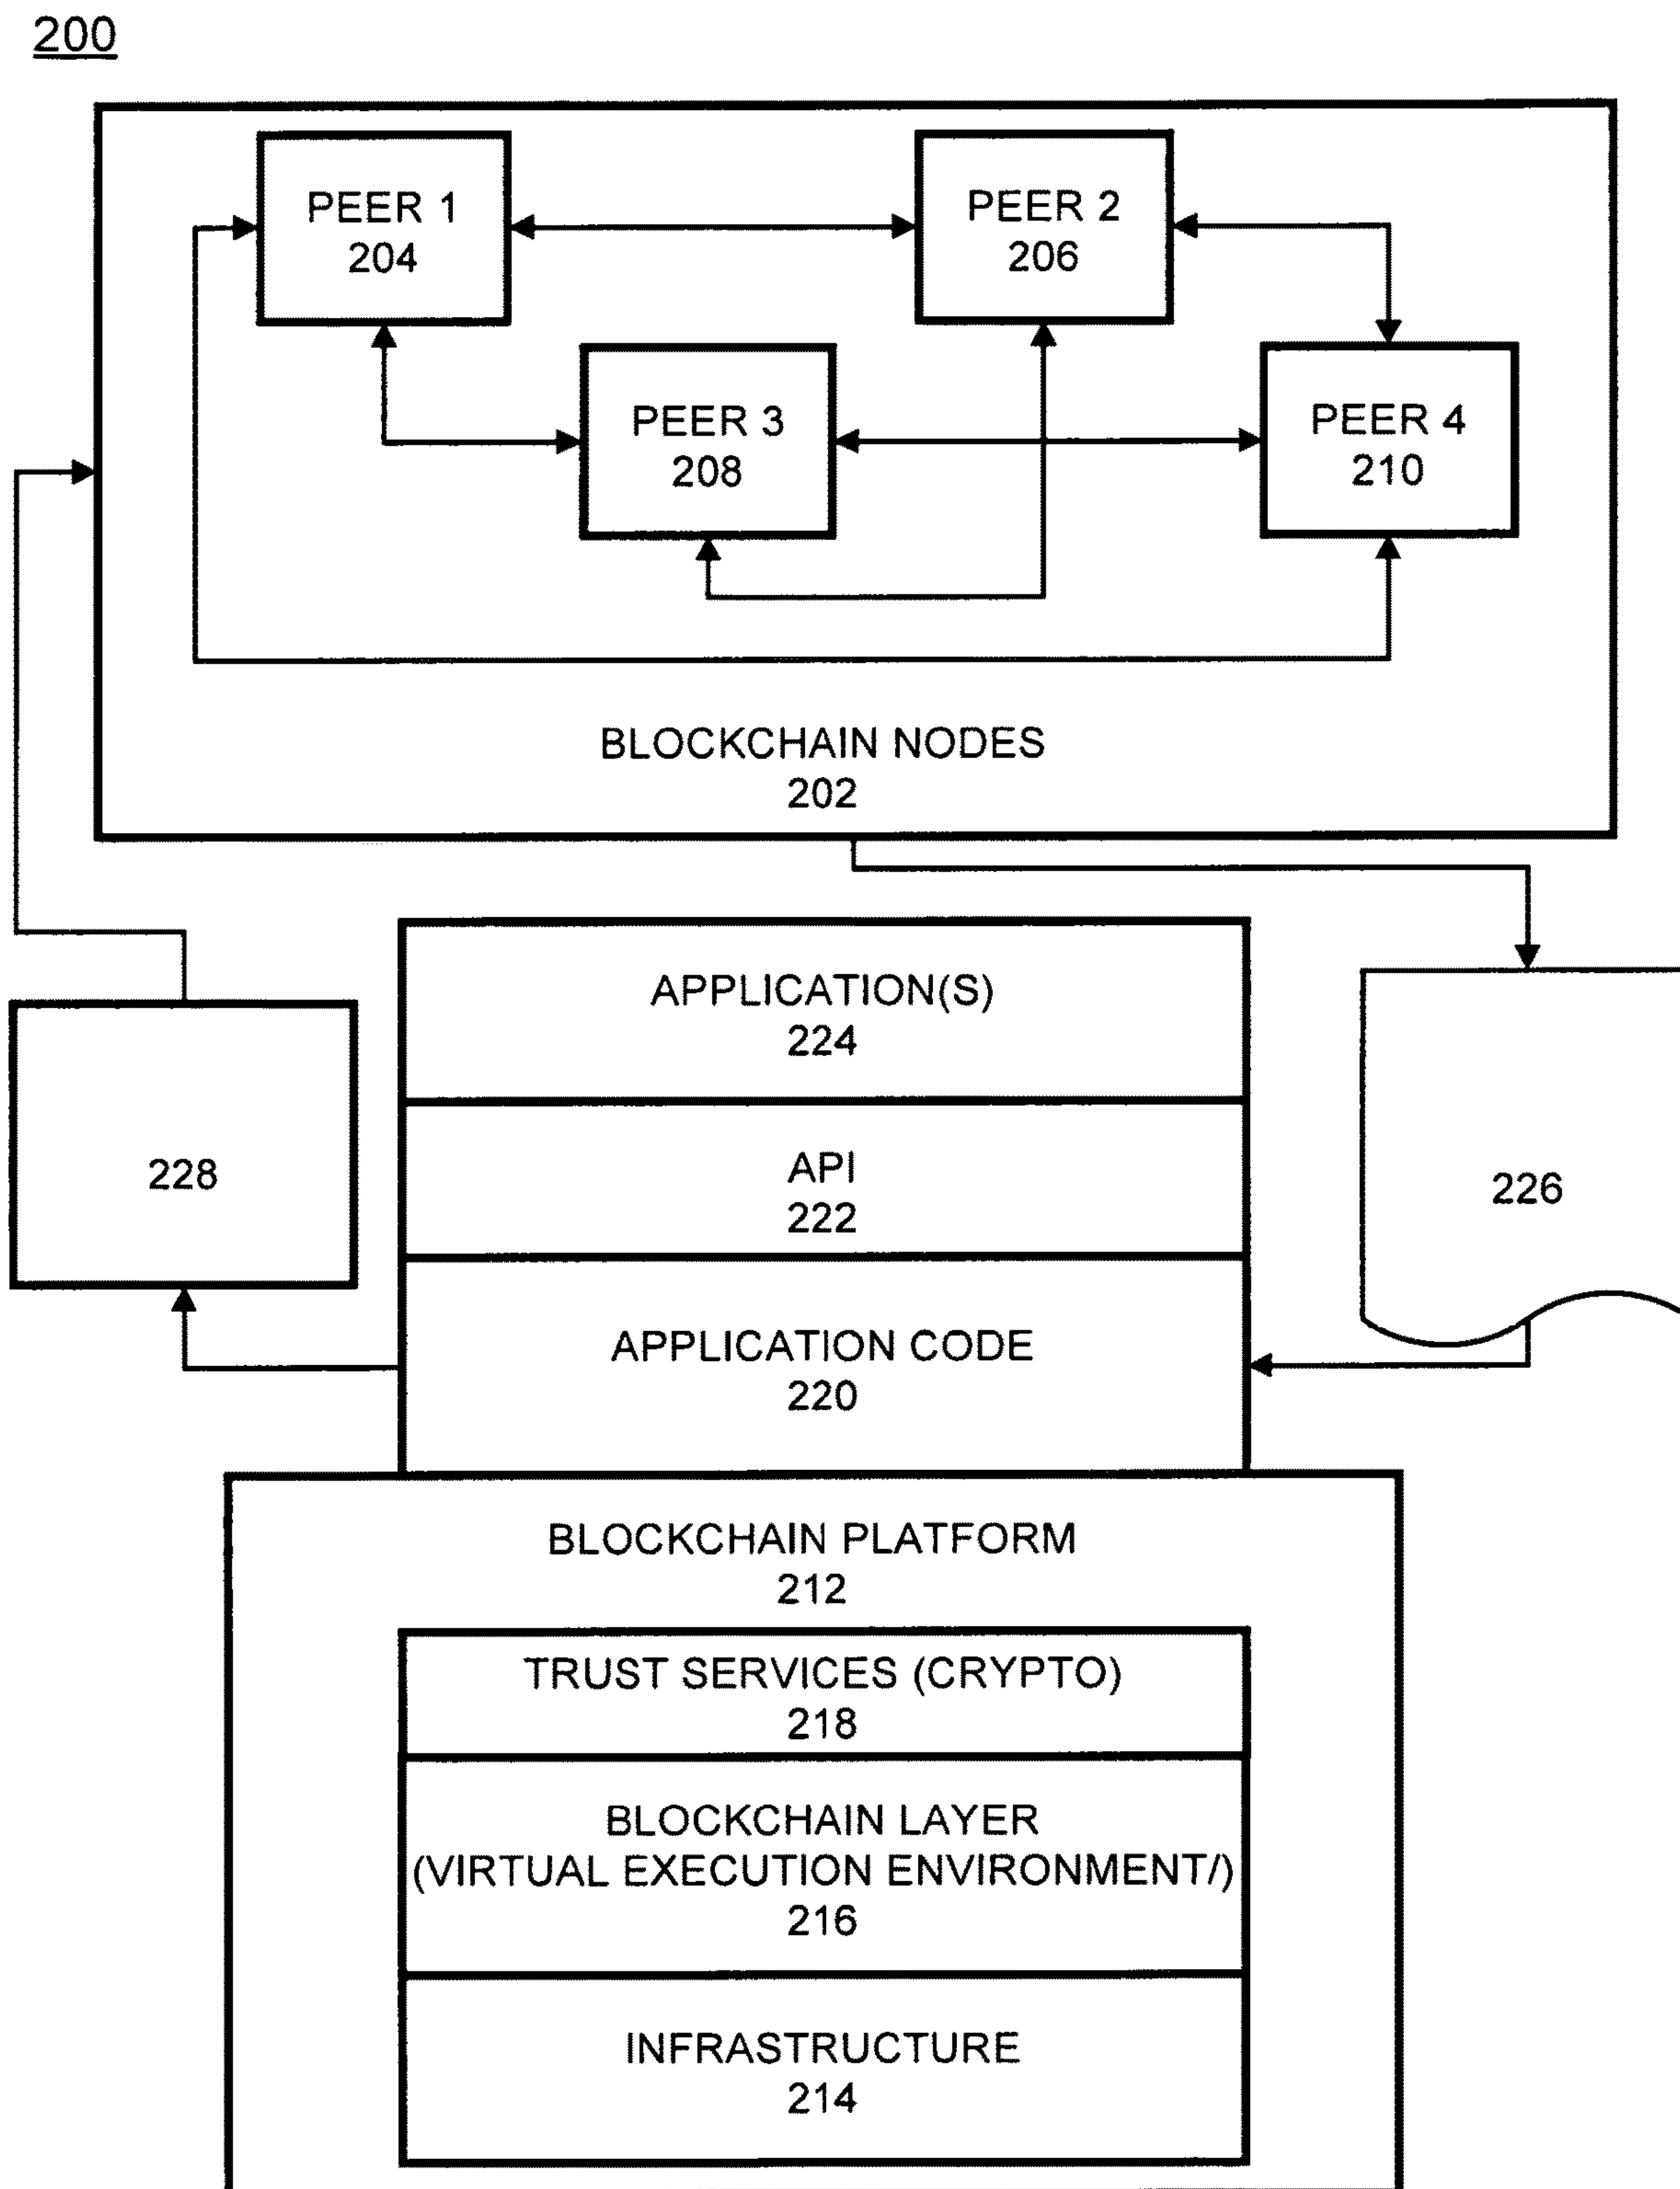 200
PEER 1
204
PEER 2
206
PEER 3
208
PEER 4
210
BLOCKCHAIN NODES
202
APPLICATION(S)
224
API
222
228
226
APPLICATION CODE
220
BLOCKCHAIN PLATFORM
212
TRUST SERVICES (CRYPTO)
218
BLOCKCHAIN LAYER
(VIRTUAL EXECUTION ENVIRONMENT/)
216
INFRASTRUCTURE
214